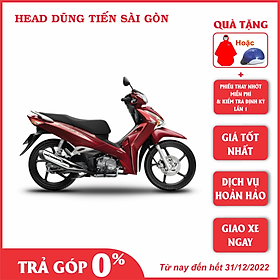 HEAD DŨNG TIẾN SÀI GÒN
QUÀ TẶNG
Hoặc
+
PHIẾU THAY NHỚT
MIỄN PHÍ
& KIỂM TRA ĐỊNH KỲ
LẦN 1
GIÁ TỐT
NHẤT
DỊCH VỤ
HOÀN HẢO
GIAO XE
NGAY
TRẢ GÓP 0%
Từ nay đến hết 31/12/2022